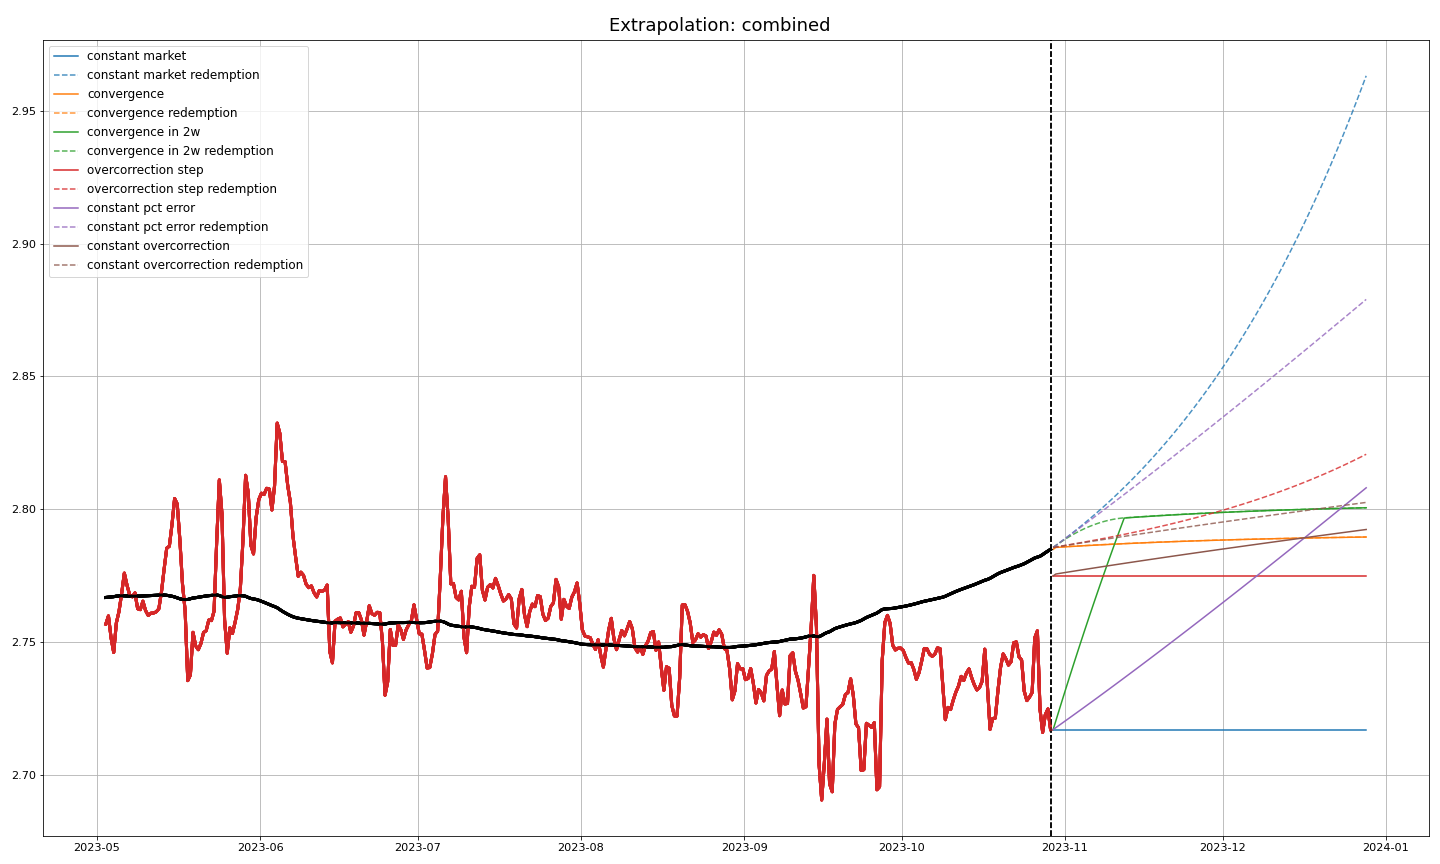 Extrapolation: combined
constant market
constant market redemption
convergence
convergence redemption
convergence in 2w
convergence in 2w redemption
overcorrection step
overcorrection step redemption
constant pct error
constant pct error redemption
constant overcorrection
constant overcorrection redemption
2.95
2.90
2.85
2.80
2.75
2.70
2023-05 2023-06 2023-07 2023-08 2023-09 2023-10 2023-11 2023-12 2024-01